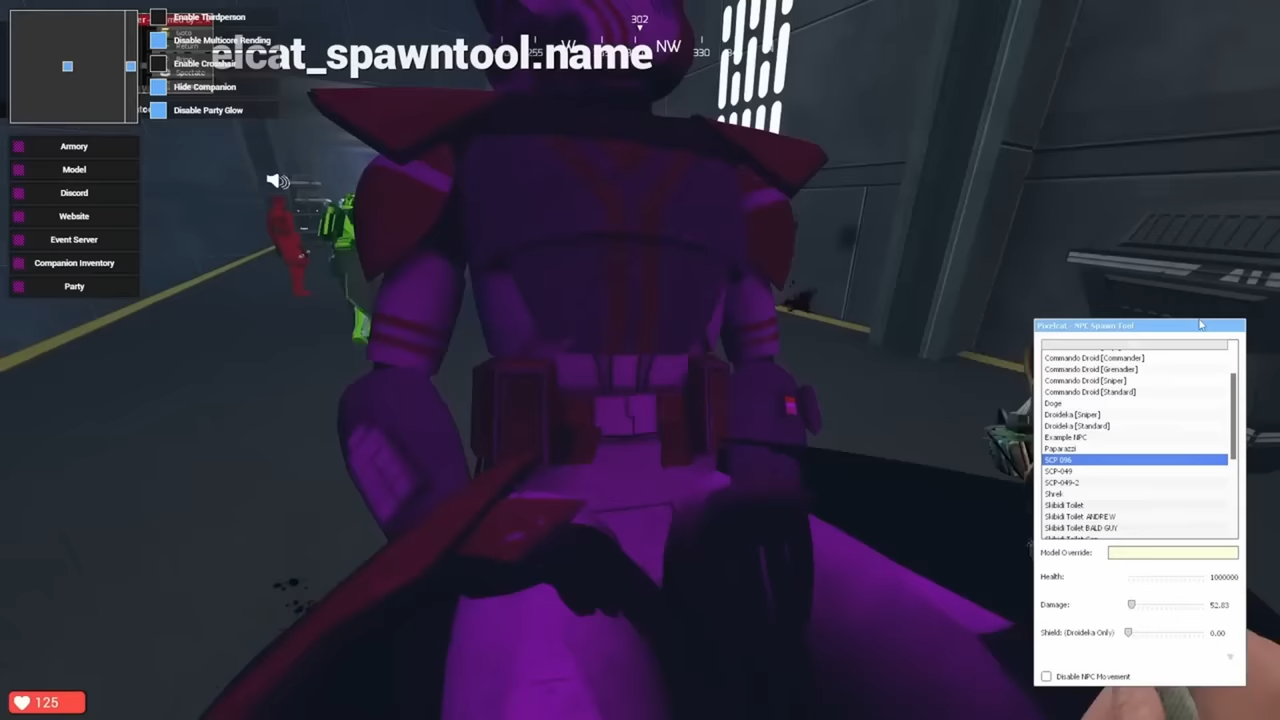 Enable Thirdperson
Disable Multicore Rending
Enable Crosshair
Hide Companion
Disable Party Glow
elcat_spawntool.name
302
255
W
NW
330
Armory
Model
Discord
Website
Event Server
Companion Inventory
Party
Pixelcat - NPC Spawn Tool
Commando Droid [Commander]
Commando Droid [Grenadier]
Commando Droid [Sniper]
Commando Droid [Standard]
Doge
Droideka [Sniper]
Droideka [Standard]
Example NPC
Paparazzi
SCP 096
SCP-049
SCP-049-2
Shrek
Skibidi Toilet
Skibidi Toilet ANDREW
Skibidi Toilet BALD GUY
Model Override:
Health: 1000000
Damage: 52.83
Shield: (Droideka Only) 0.00
Disable NPC Movement
125